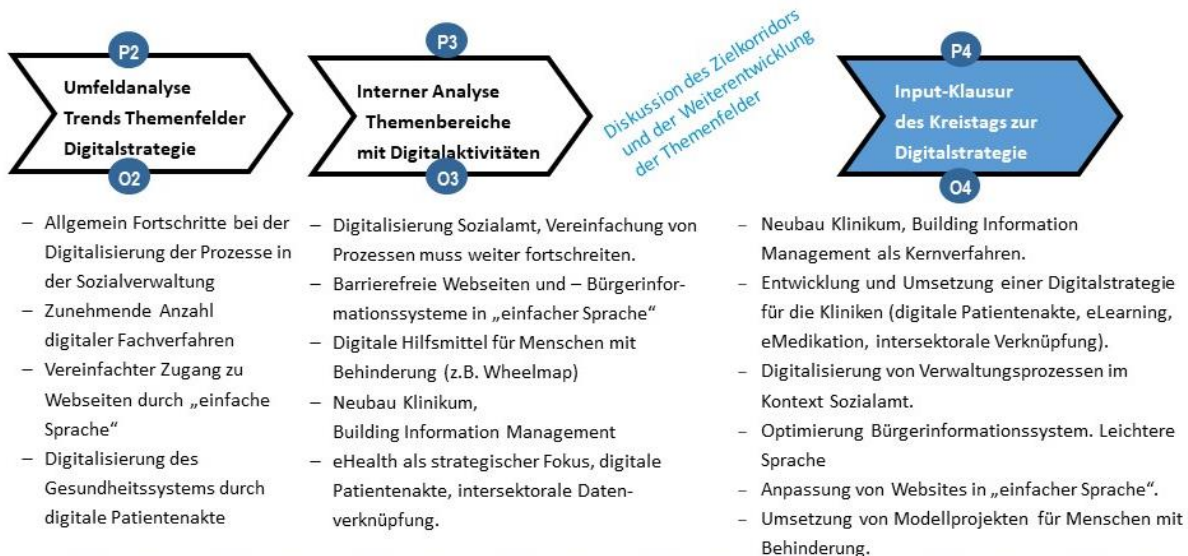 P2
Umfeldanalyse
Trends Themenfelder
Digitalstrategie
O2
– Allgemein Fortschritte bei der
Digitalisierung der Prozesse in
der Sozialverwaltung
– Zunehmende Anzahl
digitaler Fachverfahren
– Vereinfachter Zugang zu
Webseiten durch „einfache
Sprache“
– Digitalisierung des
Gesundheitssystems durch
digitale Patientenakte
P3
Interner Analyse
Themenbereiche
mit Digitalaktivitäten
O3
– Digitalisierung Sozialamt, Vereinfachung von
Prozessen muss weiter fortschreiten.
– Barrierefreie Webseiten und – Bürgerinfor-
mationssysteme in „einfacher Sprache“
– Digitale Hilfsmittel für Menschen mit
Behinderung (z.B. Wheelmap)
– Neubau Klinikum,
Building Information Management
– eHealth als strategischer Fokus, digitale
Patientenakte, intersektorale Daten-
verknüpfung.
Diskussion des Zielkorridors
und der Weiterentwicklung
der Themenfelder
P4
Input-Klausur
des Kreistags zur
Digitalstrategie
O4
– Neubau Klinikum, Building Information
Management als Kernverfahren.
– Entwicklung und Umsetzung einer Digitalstrategie
für die Kliniken (digitale Patientenakte, eLearning,
eMedikation, intersektorale Verknüpfung).
– Digitalisierung von Verwaltungsprozessen im
Kontext Sozialamt.
– Optimierung Bürgerinformationssystem. Leichtere
Sprache
– Anpassung von Websites in „einfacher Sprache“.
– Umsetzung von Modellprojekten für Menschen mit
Behinderung.